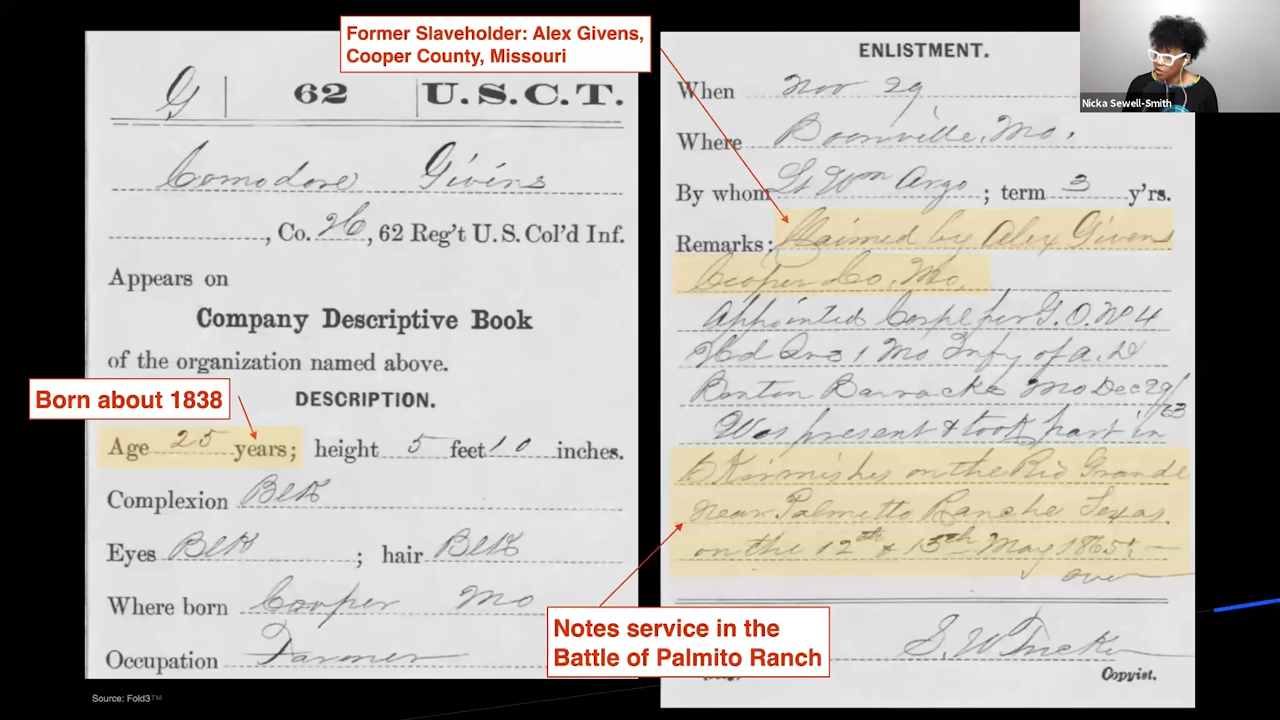 Former Slaveholder: Alex Givens,
Cooper County, Missouri
Nicka Sewell-Smith
G | 62 | U.S.C.T.
Comodore Givins
, Co. H, 62 Reg't U.S. Col'd Inf.
Appears on
Company Descriptive Book
of the organization named above.
DESCRIPTION.
Born about 1838
Age 25 years; height 5 feet 10 inches.
Complexion Blk
Eyes Blk ; hair Blk
Where born Cooper Mo
Occupation Farmer
Source: Fold3™
ENLISTMENT.
When Nov 29
Where Boonville, Mo.
By whom Lt Wm Argo ; term 3 y'rs.
Remarks: Claimed by Alex Givens
Cooper Co, Mo.
Appointed Corpl per G. O. No 4
Hd Qrs 1 Mo Infy of A. D
Benton Barracks Mo Dec 29/63
Was present & took part in
Skirmishes on the Rio Grande
near Palmetto Ranche Texas.
on the 12th & 13th May 1865. —
over
Notes service in the
Battle of Palmito Ranch
S. W. Tucker
Copyist.